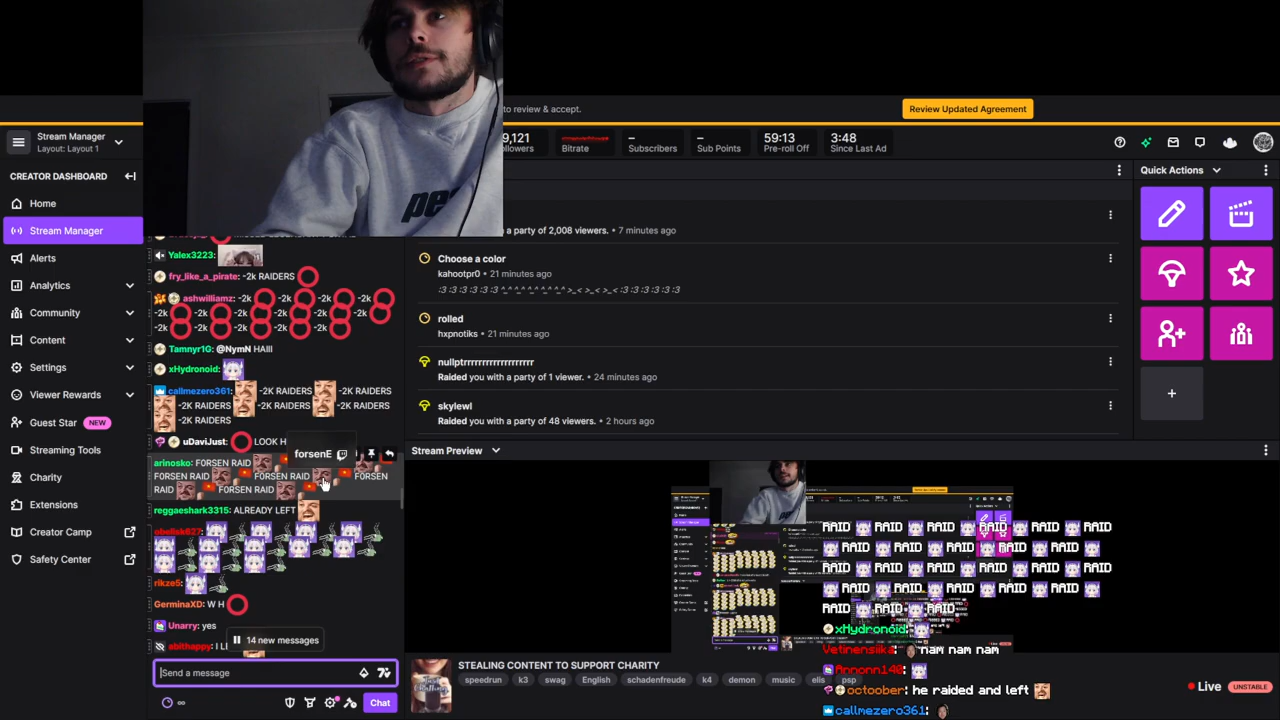 to review & accept.
Review Updated Agreement
Stream Manager
Layout: Layout 1
9,121
Bitrate
–
Subscribers
–
Sub Points
59:13
Pre-roll Off
3:48
Since Last Ad
CREATOR DASHBOARD
Home
Stream Manager
Alerts
Analytics
Community
Content
Settings
Viewer Rewards
Guest Star NEW
Streaming Tools
Charity
Extensions
Creator Camp
Safety Center
Yalex3223:
fry_like_a_pirate: -2k RAIDERS
ashwilliamz: -2k -2k -2k -2k
-2k -2k -2k -2k -2k
-2k -2k -2k -2k
Tamnyr1G: @NymN HAIII
xHydronoid:
callmezero361: -2K RAIDERS -2K RAIDERS
-2K RAIDERS -2K RAIDERS -2K RAIDERS
-2K RAIDERS
uDaviJust: LOOK H
forsenE
arinosko: FORSEN RAID
FORSEN RAID FORSEN RAID FORSEN
RAID FORSEN RAID
reggaeshark3315: ALREADY LEFT
obelisk627:
rikze5:
GerminaXD: W H
Unarry: yes
abithappy: I L
14 new messages
Send a message
Chat
w a party of 2,008 viewers. • 7 minutes ago
Choose a color
kahootpr0 • 21 minutes ago
:3 :3 :3 :3 :3 :3 ^_^ ^_^ ^_^ ^_^ ^_^ >_< >_< >_< :3 :3 :3 :3 :3 :3
rolled
hxpnotiks • 21 minutes ago
nullptrrrrrrrrrrrrrrrrrrr
Raided you with a party of 1 viewer. • 24 minutes ago
skylewl
Raided you with a party of 48 viewers. • 2 hours ago
Quick Actions
Stream Preview
RAID RAID RAID RAID RAID RAID
RAID RAID RAID RAID RAID
RAID RAID RAID RAID RAID RAID
RAID RAID RAID RAID RAID RAID
RAID RAID RAID
xHydronoid:
Vetinensiika: nam nam nam
Annonn140:
octoober: he raided and left
callmezero361:
STEALING CONTENT TO SUPPORT CHARITY
speedrun k3 swag English schadenfreude k4 demon music elis psp
Live UNSTABLE